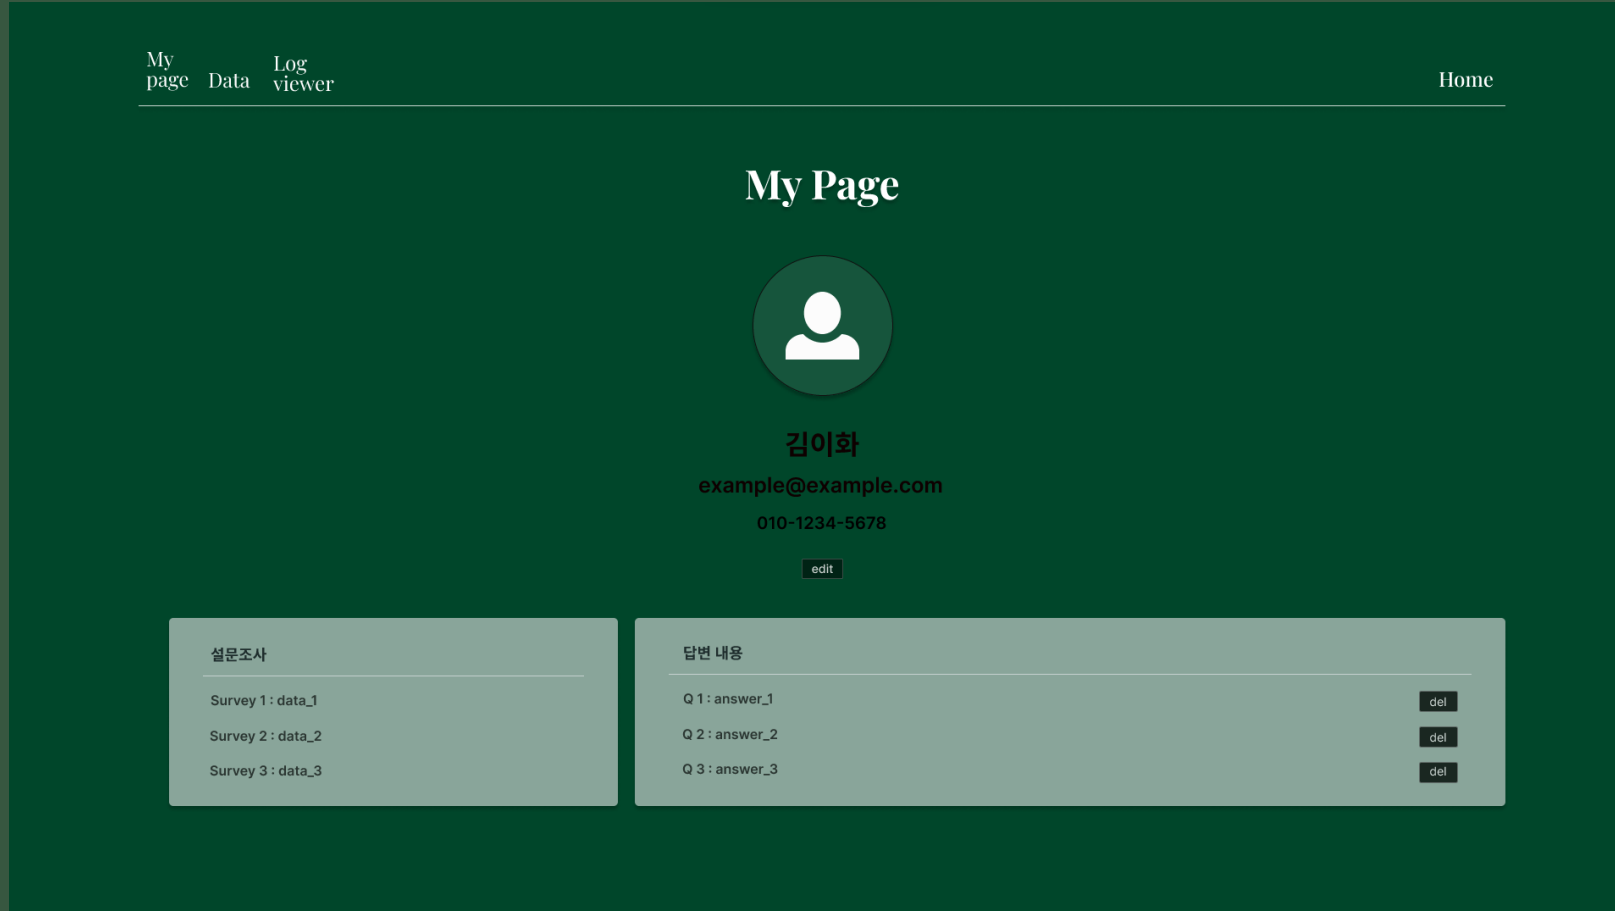 My
page
Data
Log
viewer
Home
My Page
김이화
example@example.com
010-1234-5678
edit
설문조사
Survey 1 : data_1
Survey 2 : data_2
Survey 3 : data_3
답변 내용
Q 1 : answer_1
del
Q 2 : answer_2
del
Q 3 : answer_3
del